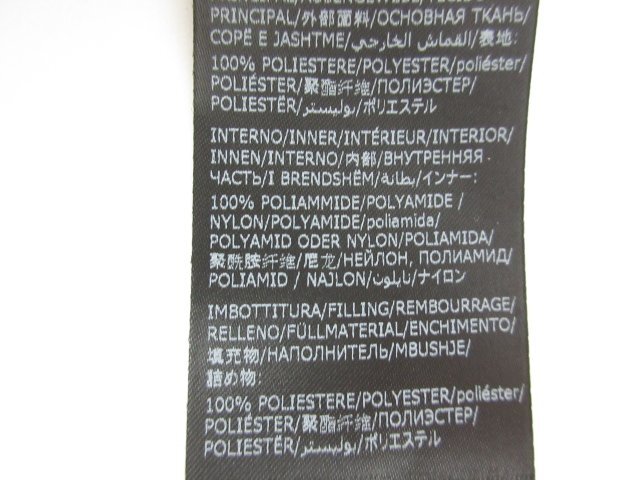 PRINCIPAL/外部面料/ОСНОВНАЯ ТКАНЬ/
COPË E JASHTME/القماش الخارجي/表地:
100% POLIESTERE/POLYESTER/poliéster/
POLIÉSTER/聚酯纤维/ПОЛИЭСТЕР/
POLIESTËR/بوليستر/ポリエステル
INTERNO/INNER/INTÉRIEUR/INTERIOR/
INNEN/INTERNO/内部/ВНУТРЕННЯЯ
ЧАСТЬ/I BRENDSHËM/بطانة/インナー:
100% POLIAMMIDE/POLYAMIDE /
NYLON/POLYAMIDE/poliamida/
POLYAMID ODER NYLON/POLIAMIDA/
聚酰胺纤维/尼龙/НЕЙЛОН, ПОЛИАМИД/
POLIAMID / NAJLON/نايلون/ナイロン
IMBOTTITURA/FILLING/REMBOURRAGE/
RELLENO/FÜLLMATERIAL/ENCHIMENTO/
填充物/НАПОЛНИТЕЛЬ/MBUSHJE/
詰め物:
100% POLIESTERE/POLYESTER/poliéster/
POLIÉSTER/聚酯纤维/ПОЛИЭСТЕР/
POLIESTËR/بوليستر/ポリエステル